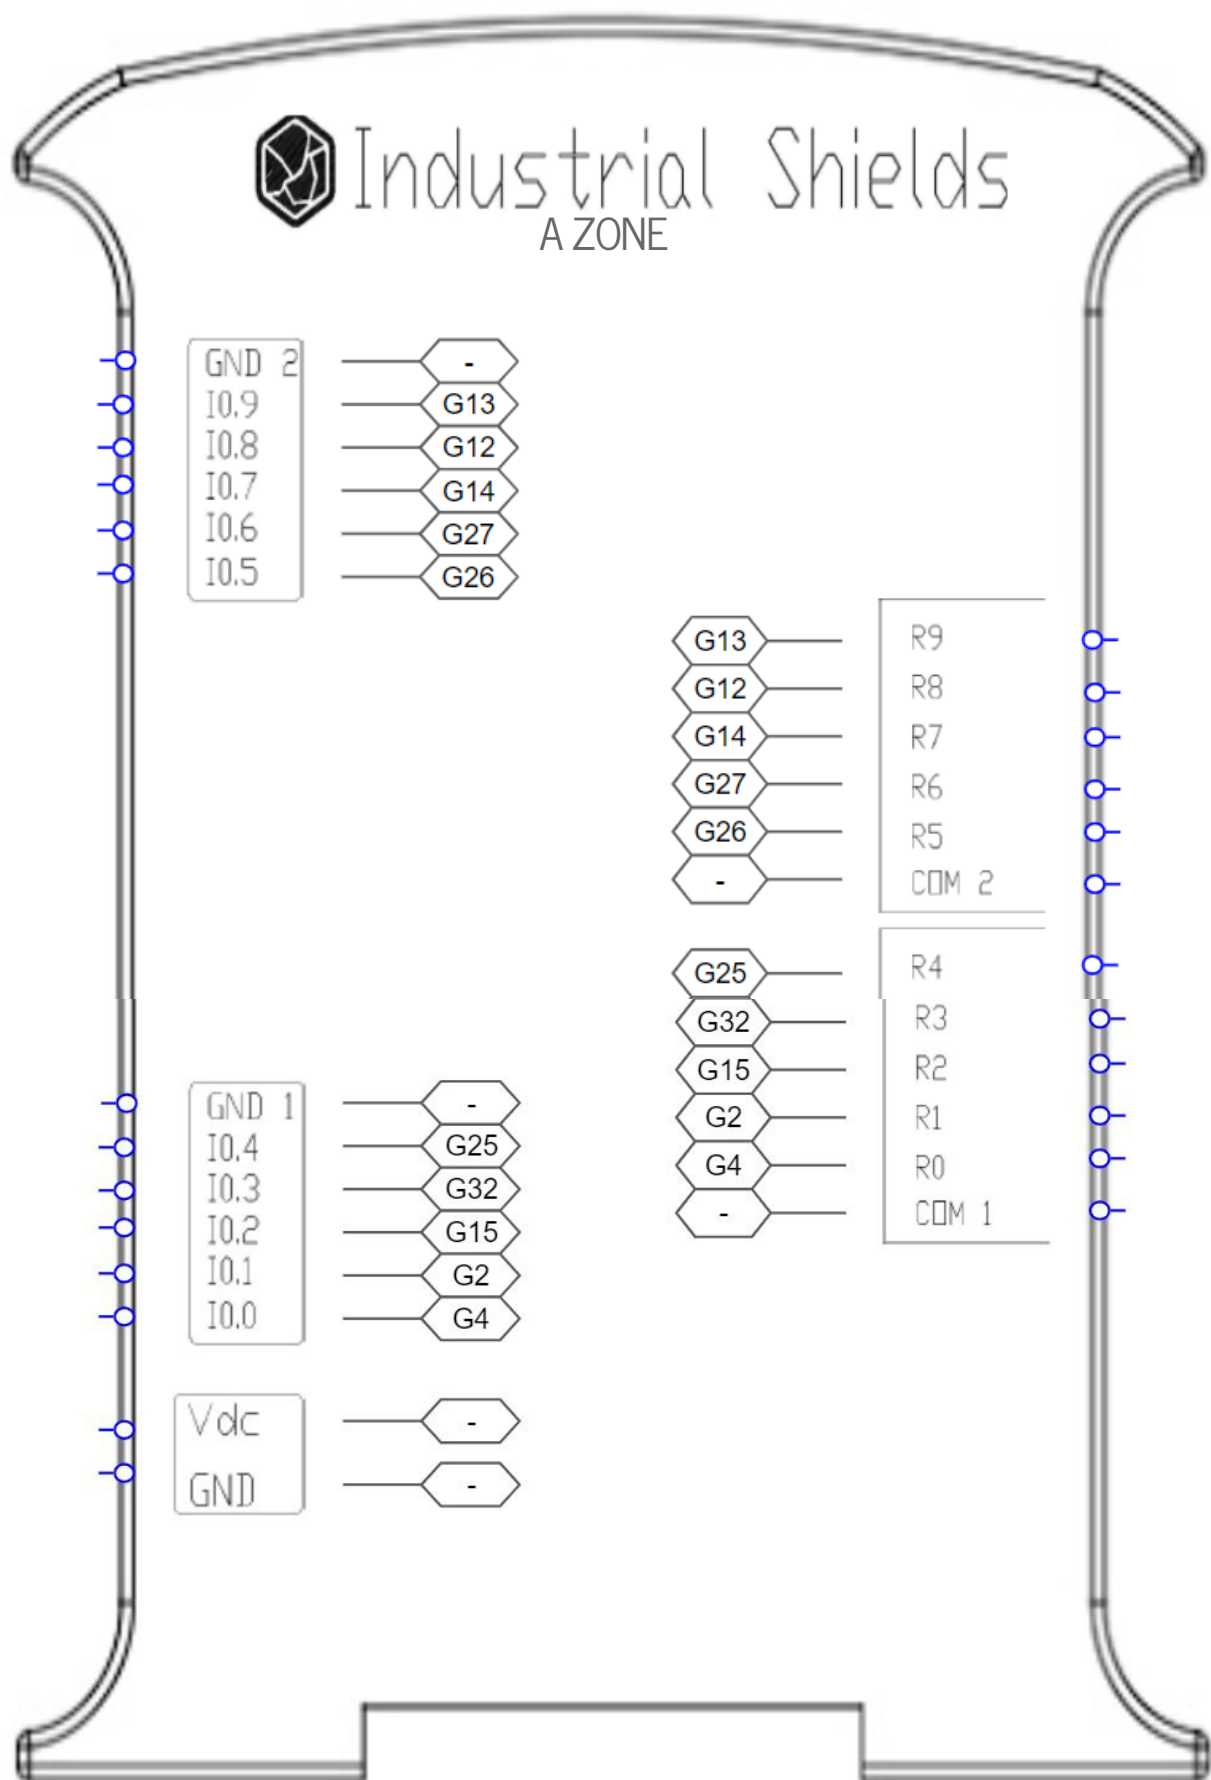 Industrial Shields
A ZONE
GND 2 -
I0.9 G13
I0.8 G12
I0.7 G14
I0.6 G27
I0.5 G26
G13 R9
G12 R8
G14 R7
G27 R6
G26 R5
- COM 2
G25 R4
G32 R3
G15 R2
G2 R1
G4 R0
- COM 1
GND 1 -
I0.4 G25
I0.3 G32
I0.2 G15
I0.1 G2
I0.0 G4
Vdc -
GND -